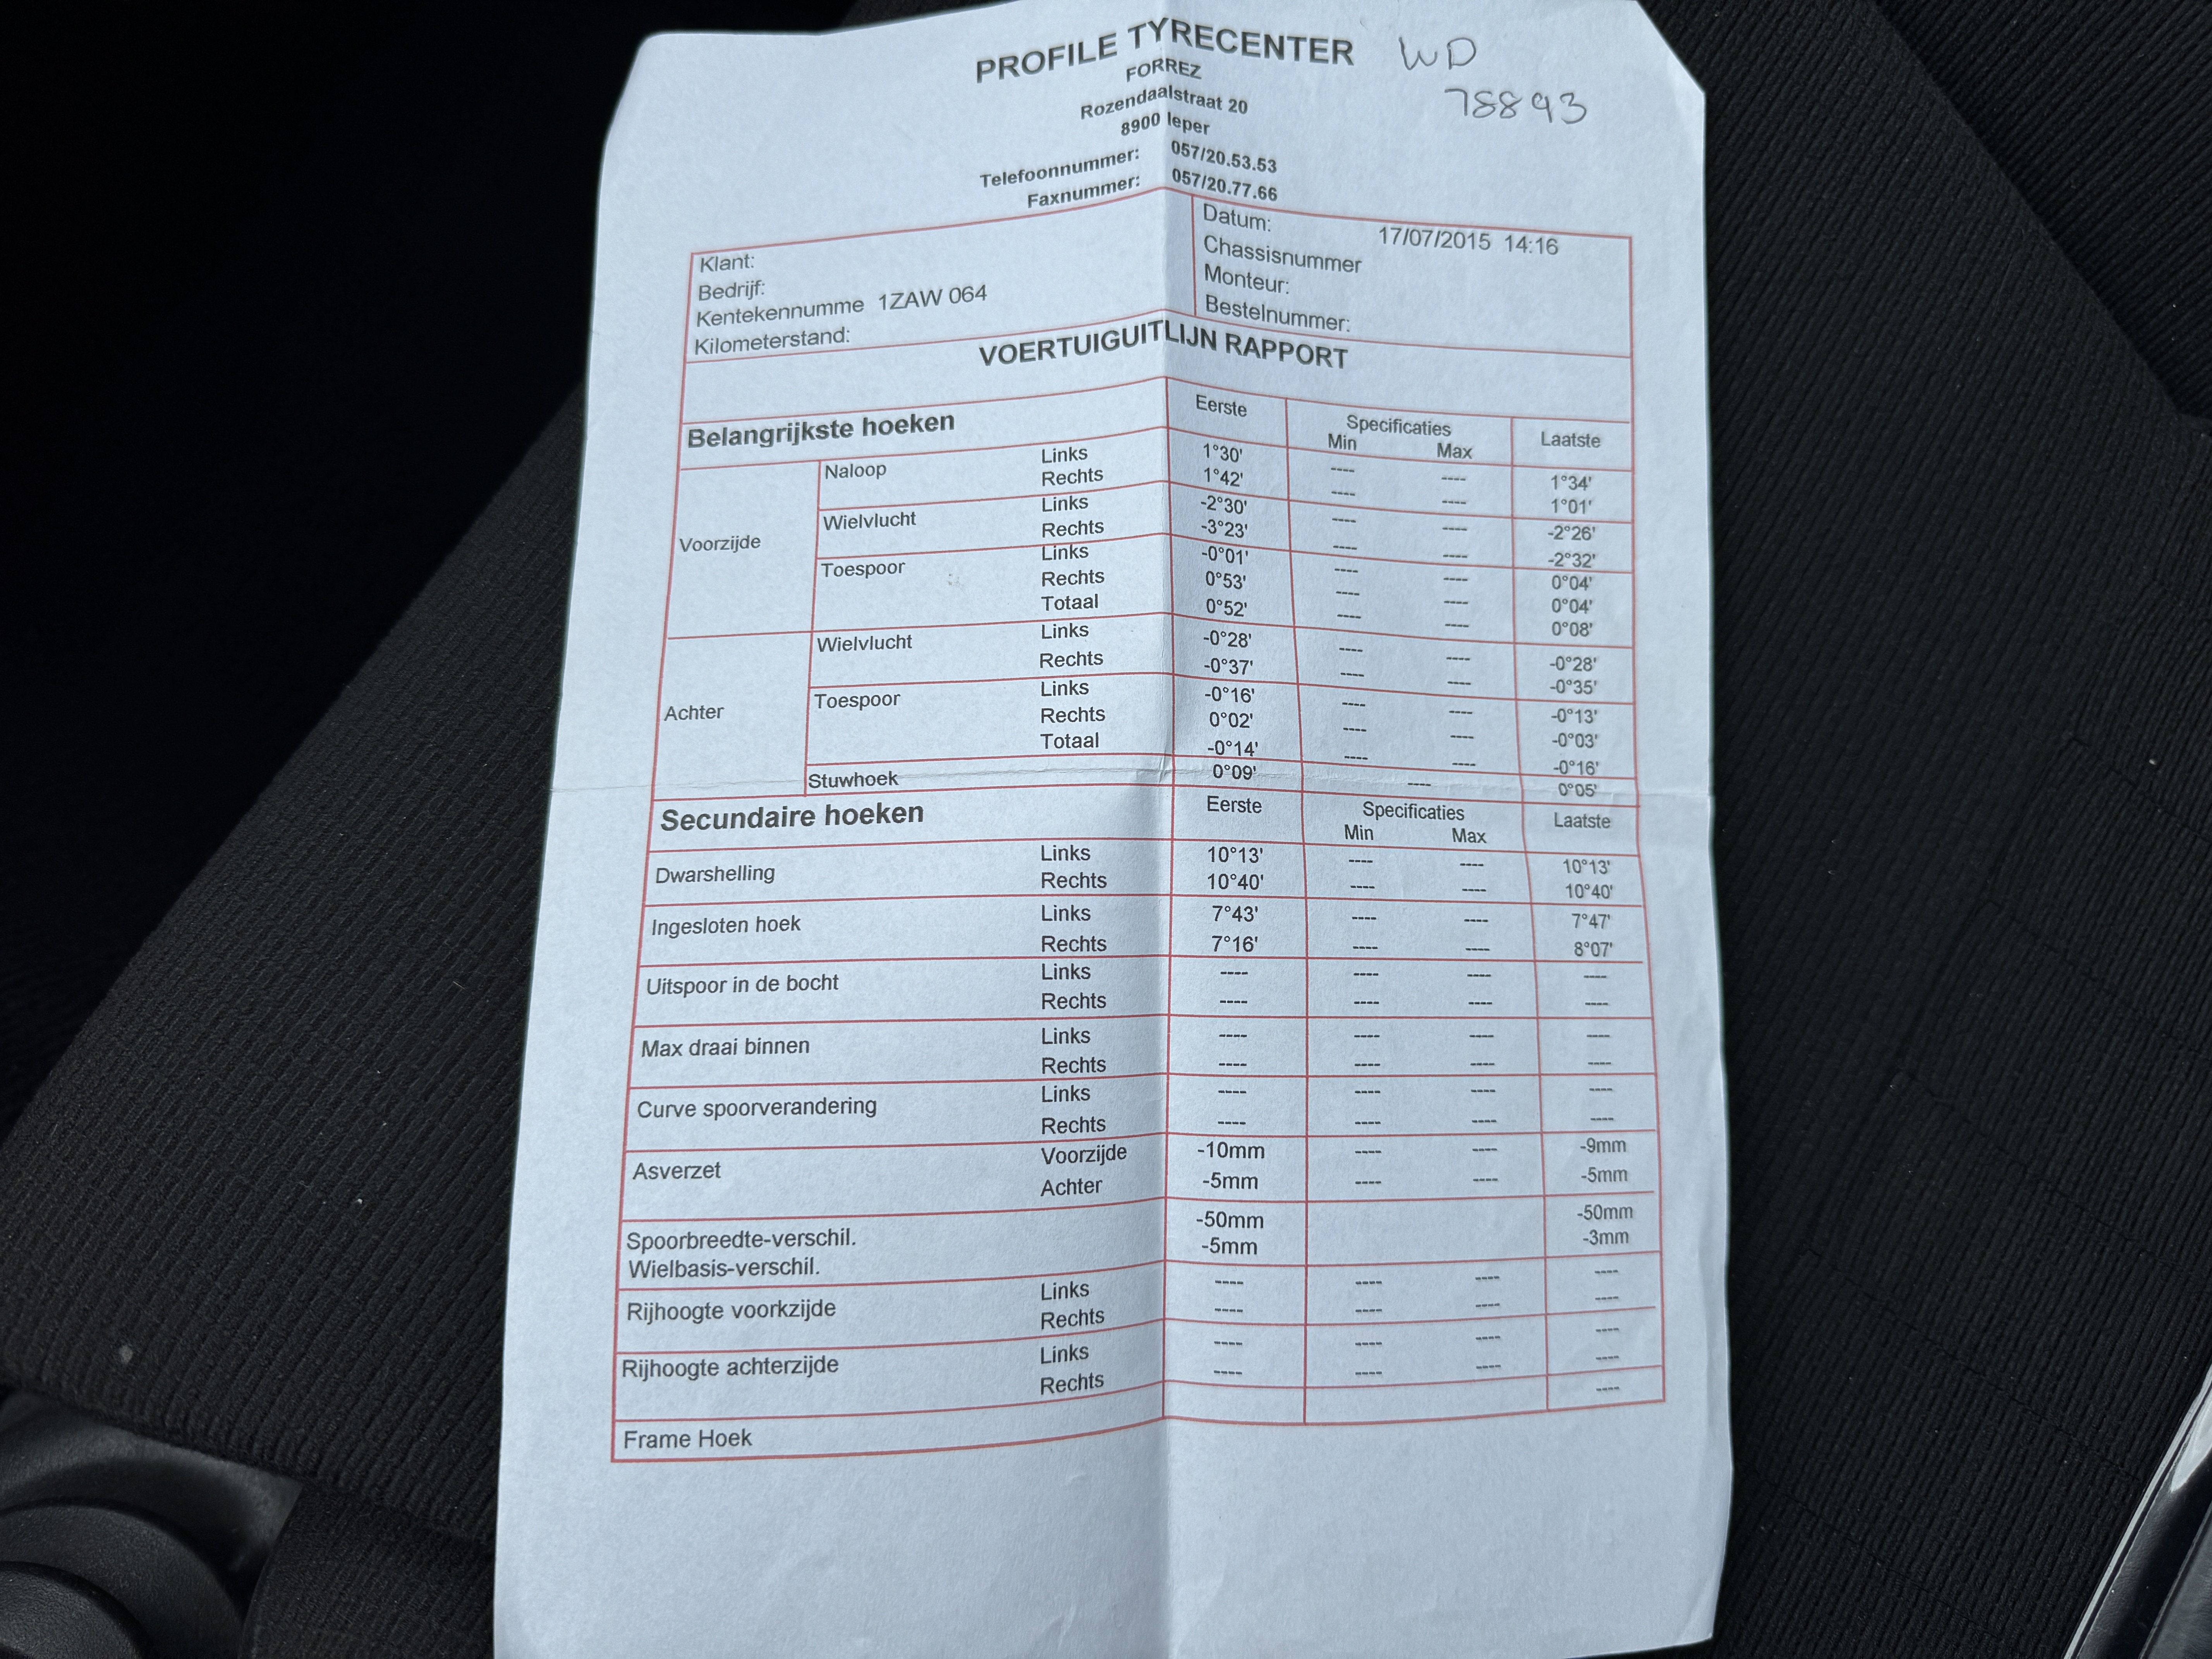 PROFILE TYRECENTER WD
78893
FORREZ
Rozendaalstraat 20
8900 Ieper
Telefoonnummer: 057/20.53.53
Faxnummer: 057/20.77.66
Klant:
Bedrijf:
Kentekennumme 1ZAW 064
Kilometerstand:
Datum: 17/07/2015 14:16
Chassisnummer
Monteur:
Bestelnummer:
VOERTUIGUITLIJN RAPPORT
Belangrijkste hoeken Eerste Specificaties Laatste
Min Max
Voorzijde Naloop Links 1°30' ---- ---- 1°34'
Rechts 1°42' ---- ---- 1°01'
Wielvlucht Links -2°30' ---- ---- -2°26'
Rechts -3°23' ---- ---- -2°32'
Toespoor Links -0°01' ---- ---- 0°04'
Rechts 0°53' ---- ---- 0°04'
Totaal 0°52' ---- ---- 0°08'
Achter Wielvlucht Links -0°28' ---- ---- -0°28'
Rechts -0°37' ---- ---- -0°35'
Toespoor Links -0°16' ---- ---- -0°13'
Rechts 0°02' ---- ---- -0°03'
Totaal -0°14' ---- ---- -0°16'
Stuwhoek 0°09' ---- 0°05'
Secundaire hoeken Eerste Specificaties Laatste
Min Max
Dwarshelling Links 10°13' ---- ---- 10°13'
Rechts 10°40' ---- ---- 10°40'
Ingesloten hoek Links 7°43' ---- ---- 7°47'
Rechts 7°16' ---- ---- 8°07'
Uitspoor in de bocht Links ---- ---- ---- ----
Rechts ---- ---- ---- ----
Max draai binnen Links ---- ---- ---- ----
Rechts ---- ---- ---- ----
Curve spoorverandering Links ---- ---- ---- ----
Rechts ---- ---- ---- ----
Asverzet Voorzijde -10mm ---- ---- -9mm
Achter -5mm ---- ---- -5mm
Spoorbreedte-verschil. -50mm -50mm
Wielbasis-verschil. -5mm -3mm
Rijhoogte voorkzijde Links ---- ---- ---- ----
Rechts ---- ---- ---- ----
Rijhoogte achterzijde Links ---- ---- ---- ----
Rechts ---- ---- ---- ----
Frame Hoek ----